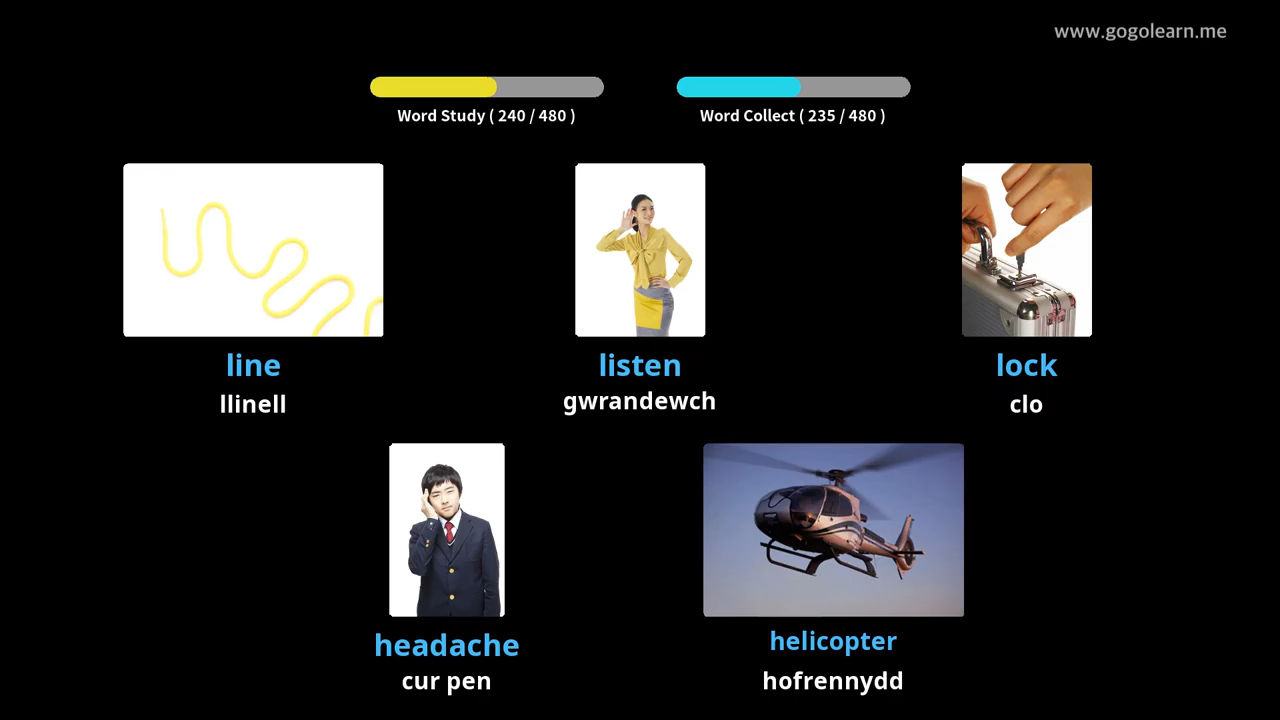 www.gogolearn.me
Word Study ( 240 / 480 )
Word Collect ( 235 / 480 )
line
llinell
listen
gwrandewch
lock
clo
headache
cur pen
helicopter
hofrennydd